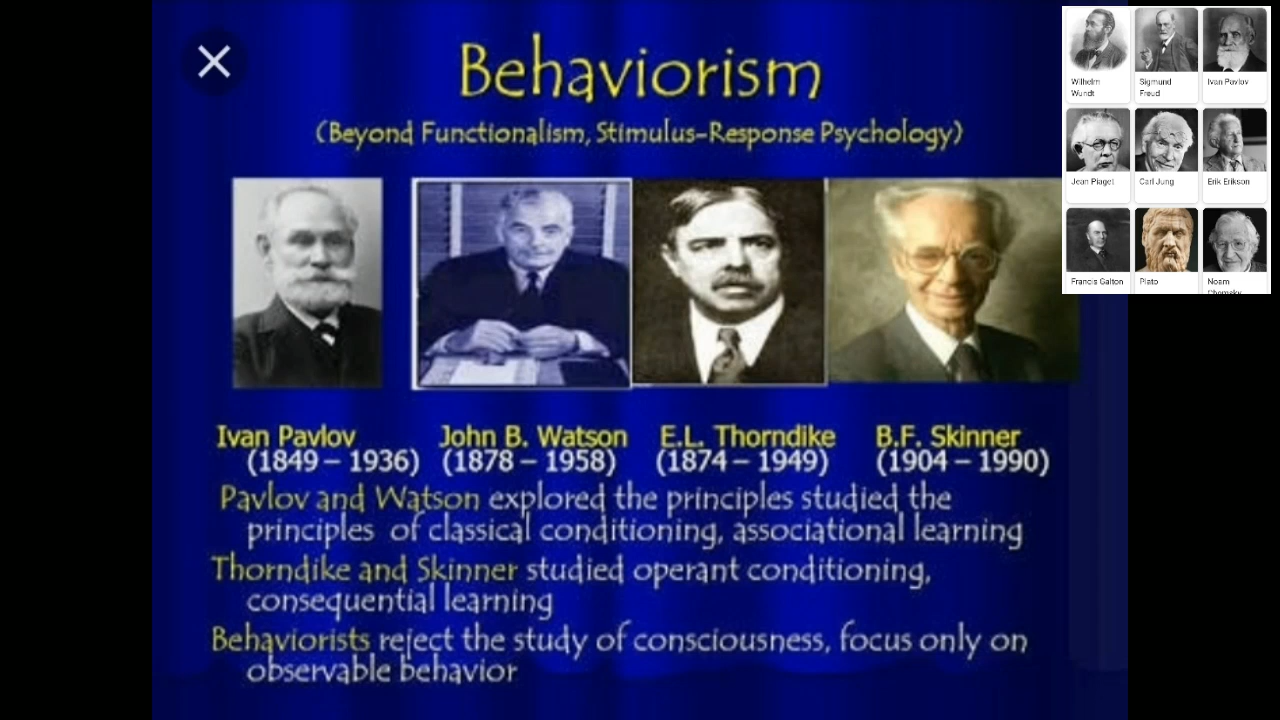 Behaviorism
(Beyond Functionalism, Stimulus-Response Psychology)
Wilhelm
Wundt
Sigmund
Freud
Ivan Pavlov
Jean Piaget
Carl Jung
Erik Erikson
Francis Galton
Plato
Noam
Chomsky
Ivan Pavlov
(1849 – 1936)
John B. Watson
(1878 – 1958)
E.L. Thorndike
(1874 – 1949)
B.F. Skinner
(1904 – 1990)
Pavlov and Watson explored the principles studied the
principles of classical conditioning, associational learning
Thorndike and Skinner studied operant conditioning,
consequential learning
Behaviorists reject the study of consciousness, focus only on
observable behavior